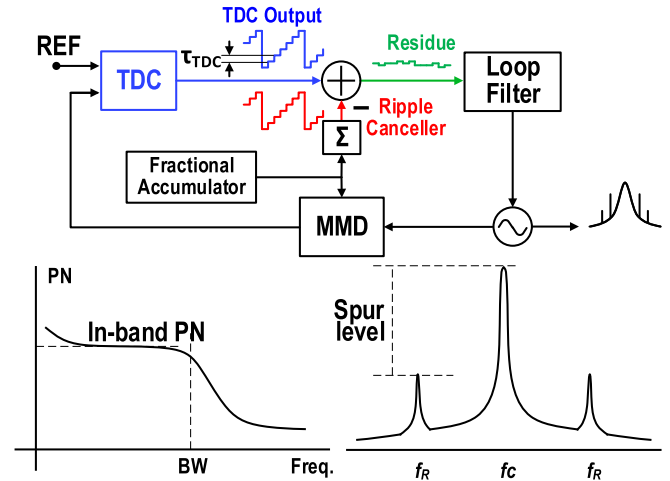 TDC Output
REF
τTDC
TDC
Residue
Loop
Filter
Ripple
Canceller
Σ
Fractional
Accumulator
MMD
PN
In-band PN
BW
Freq.
Spur
level
fR
fC
fR